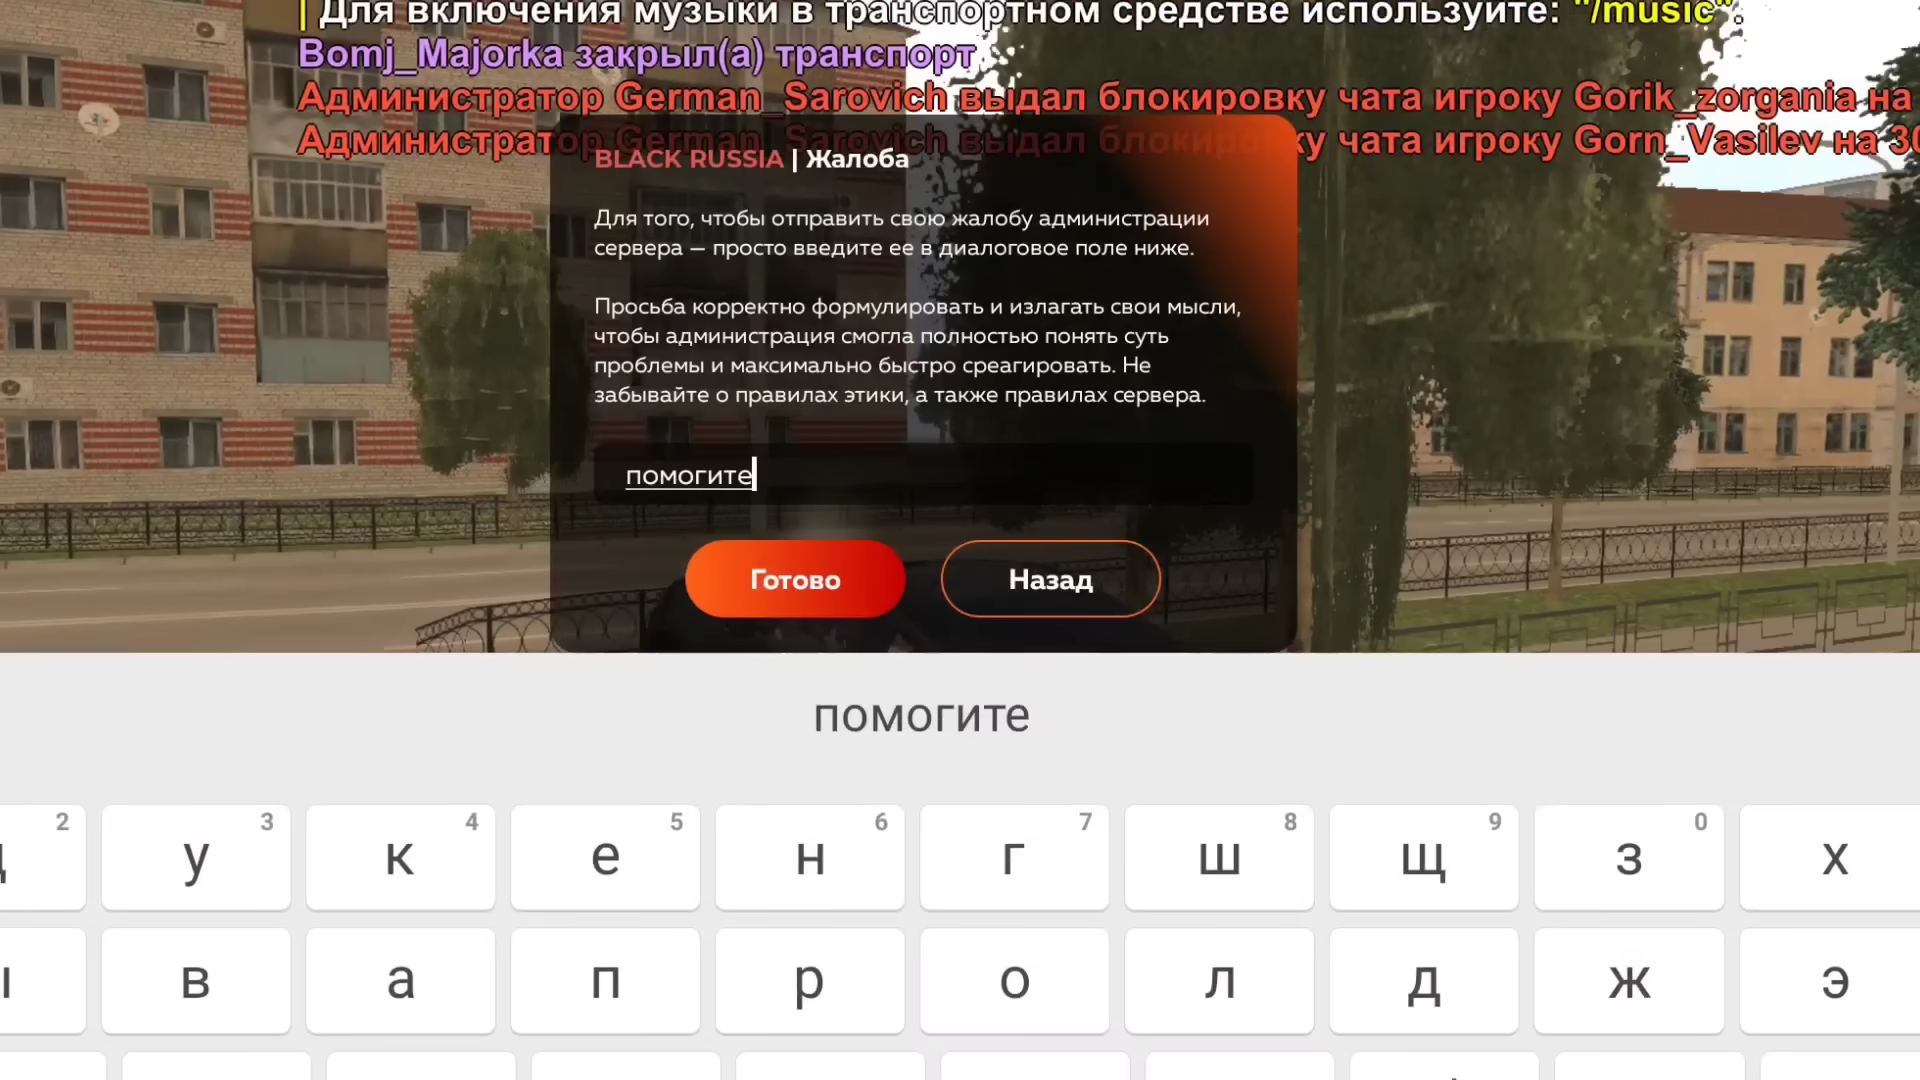 | Для включения музыки в транспортном средстве используйте: "/music".
Bomj_Majorka закрыл(а) транспорт
Администратор German_Sarovich выдал блокировку чата игроку Gorik_zorgania на
Администратор German_Sarovich выдал блокировку чата игроку Gorn_Vasilev на 30
BLACK RUSSIA | Жалоба
Для того, чтобы отправить свою жалобу администрации
сервера — просто введите ее в диалоговое поле ниже.
Просьба корректно формулировать и излагать свои мысли,
чтобы администрация смогла полностью понять суть
проблемы и максимально быстро среагировать. Не
забывайте о правилах этики, а также правилах сервера.
помогите
Готово Назад
помогите
2 3 4 5 6 7 8 9 0
у к е н г ш щ з х
в а п р о л д ж э